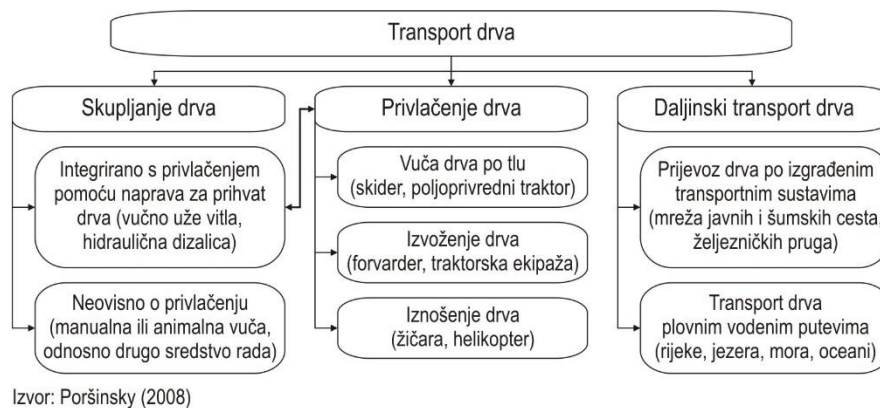 Transport drva
Skupljanje drva
Privlačenje drva
Daljinski transport drva
Integrirano s privlačenjem
pomoću naprava za prihvat
drva (vučno uže vitla,
hidraulična dizalica)
Neovisno o privlačenju
(manualna ili animalna vuča,
odnosno drugo sredstvo rada)
Vuča drva po tlu
(skider, poljoprivredni traktor)
Izvoženje drva
(forvarder, traktorska ekipaža)
Iznošenje drva
(žičara, helikopter)
Prijevoz drva po izgrađenim
transportnim sustavima
(mreža javnih i šumskih cesta,
željezničkih pruga)
Transport drva
plovnim vodenim putevima
(rijeke, jezera, mora, oceani)
Izvor: Poršinsky (2008)